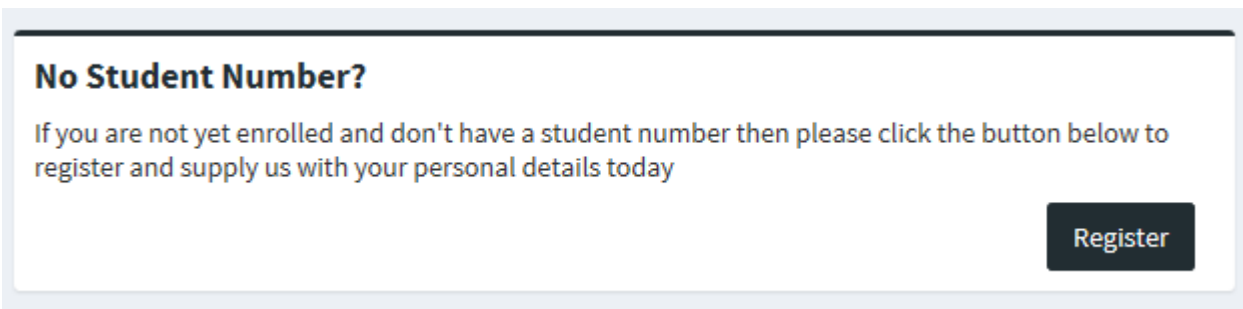 No Student Number?
If you are not yet enrolled and don't have a student number then please click the button below to
register and supply us with your personal details today
Register